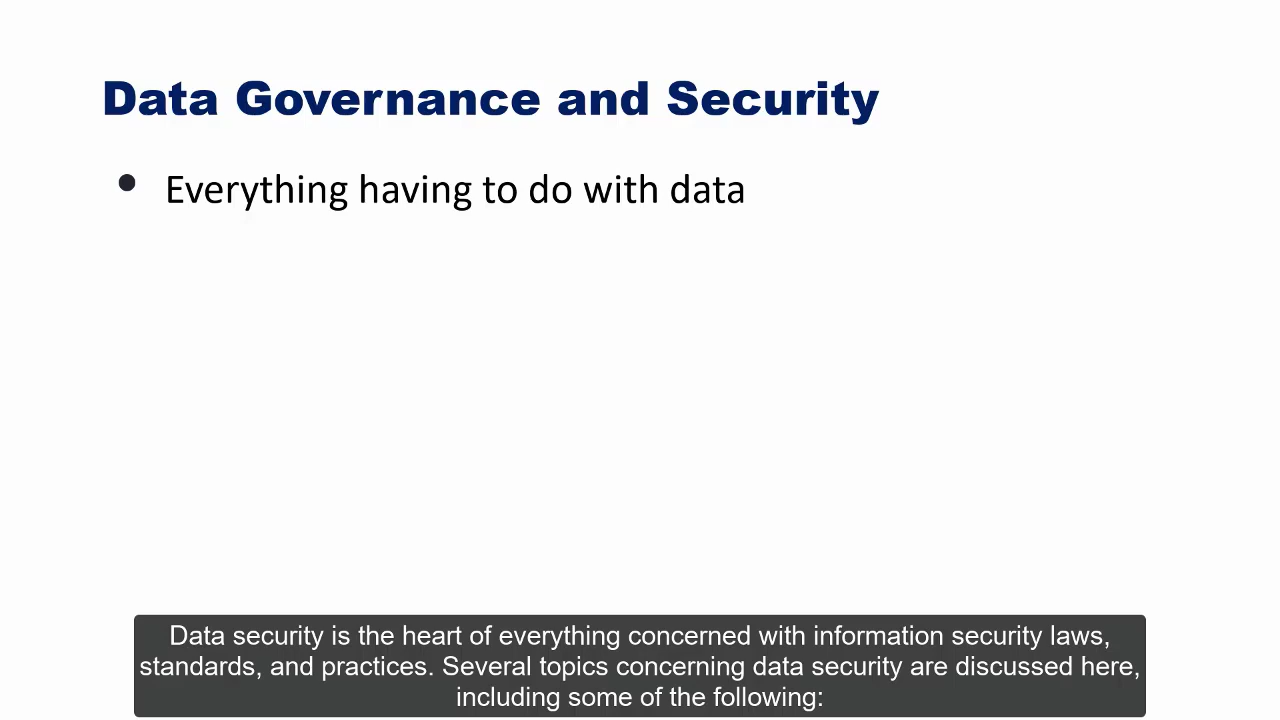 Data Governance and Security
• Everything having to do with data
Data security is the heart of everything concerned with information security laws,
standards, and practices. Several topics concerning data security are discussed here,
including some of the following: